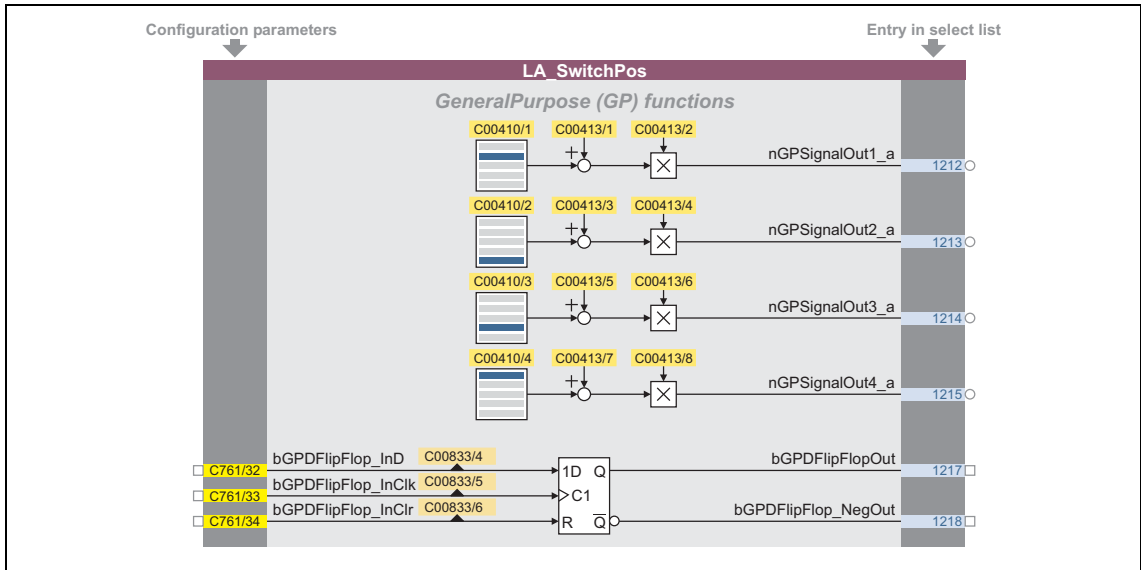 Configuration parameters
Entry in select list
LA_SwitchPos
GeneralPurpose (GP) functions
C00410/1 C00413/1 C00413/2
+
×
nGPSignalOut1_a
1212
C00410/2 C00413/3 C00413/4
+
×
nGPSignalOut2_a
1213
C00410/3 C00413/5 C00413/6
+
×
nGPSignalOut3_a
1214
C00410/4 C00413/7 C00413/8
+
×
nGPSignalOut4_a
1215
C761/32 bGPDFlipFlop_InD C00833/4 1D Q bGPDFlipFlopOut 1217
C761/33 bGPDFlipFlop_InClk C00833/5 C1
C761/34 bGPDFlipFlop_InClr C00833/6 R Q̅ bGPDFlipFlop_NegOut 1218